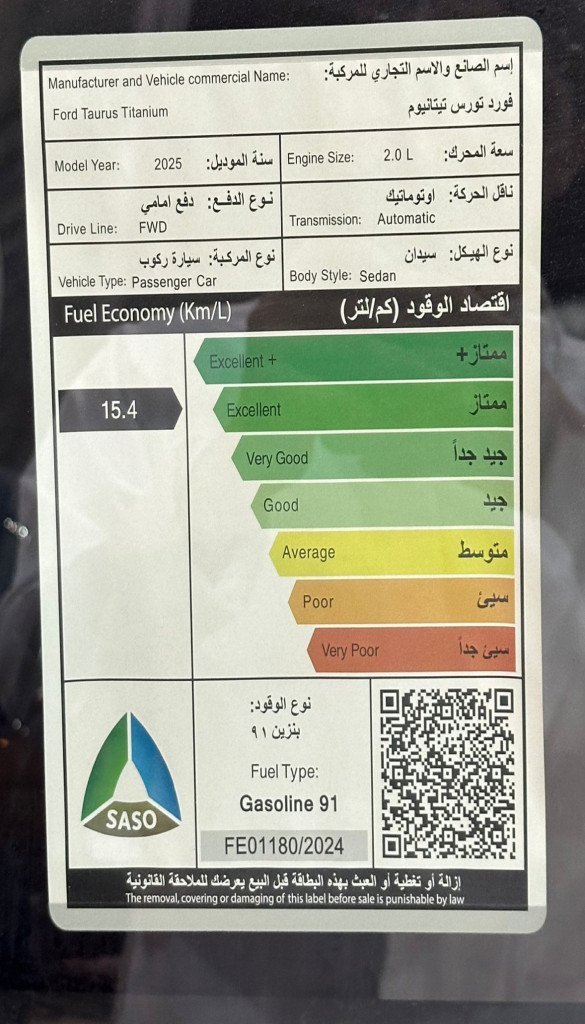 Manufacturer and Vehicle commercial Name: إسم الصانع والاسم التجاري للمركبة:
Ford Taurus Titanium فورد تورس تيتانيوم
Model Year: 2025 سنة الموديل:
Engine Size: 2.0 L سعة المحرك:
نوع الدفع: دفع امامي
Drive Line: FWD
ناقل الحركة: اوتوماتيك
Transmission: Automatic
نوع المركبة: سيارة ركوب
Vehicle Type: Passenger Car
نوع الهيكل: سيدان
Body Style: Sedan
Fuel Economy (Km/L) اقتصاد الوقود (كم/لتر)
Excellent + ممتاز+
15.4
Excellent ممتاز
Very Good جيد جداً
Good جيد
Average متوسط
Poor سيئ
Very Poor سيئ جداً
SASO
نوع الوقود:
بنزين ٩١
Fuel Type:
Gasoline 91
FE01180/2024
إزالة أو تغطية أو العبث بهذه البطاقة قبل البيع يعرضك للملاحقة القانونية
The removal, covering or damaging of this label before sale is punishable by law